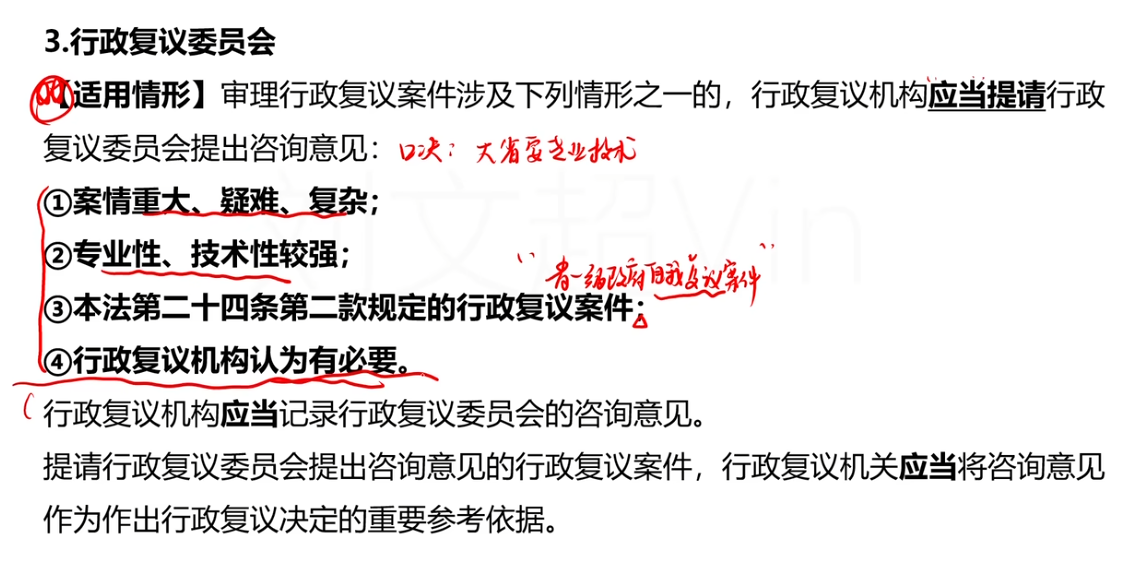 3.行政复议委员会
【适用情形】审理行政复议案件涉及下列情形之一的，行政复议机构应当提请行政
复议委员会提出咨询意见：口决：大省要专业技术
①案情重大、疑难、复杂；
②专业性、技术性较强；
“省一级政府自我复议案件”
③本法第二十四条第二款规定的行政复议案件；
④行政复议机构认为有必要。
行政复议机构应当记录行政复议委员会的咨询意见。
提请行政复议委员会提出咨询意见的行政复议案件，行政复议机关应当将咨询意见
作为作出行政复议决定的重要参考依据。
刘文超Vin